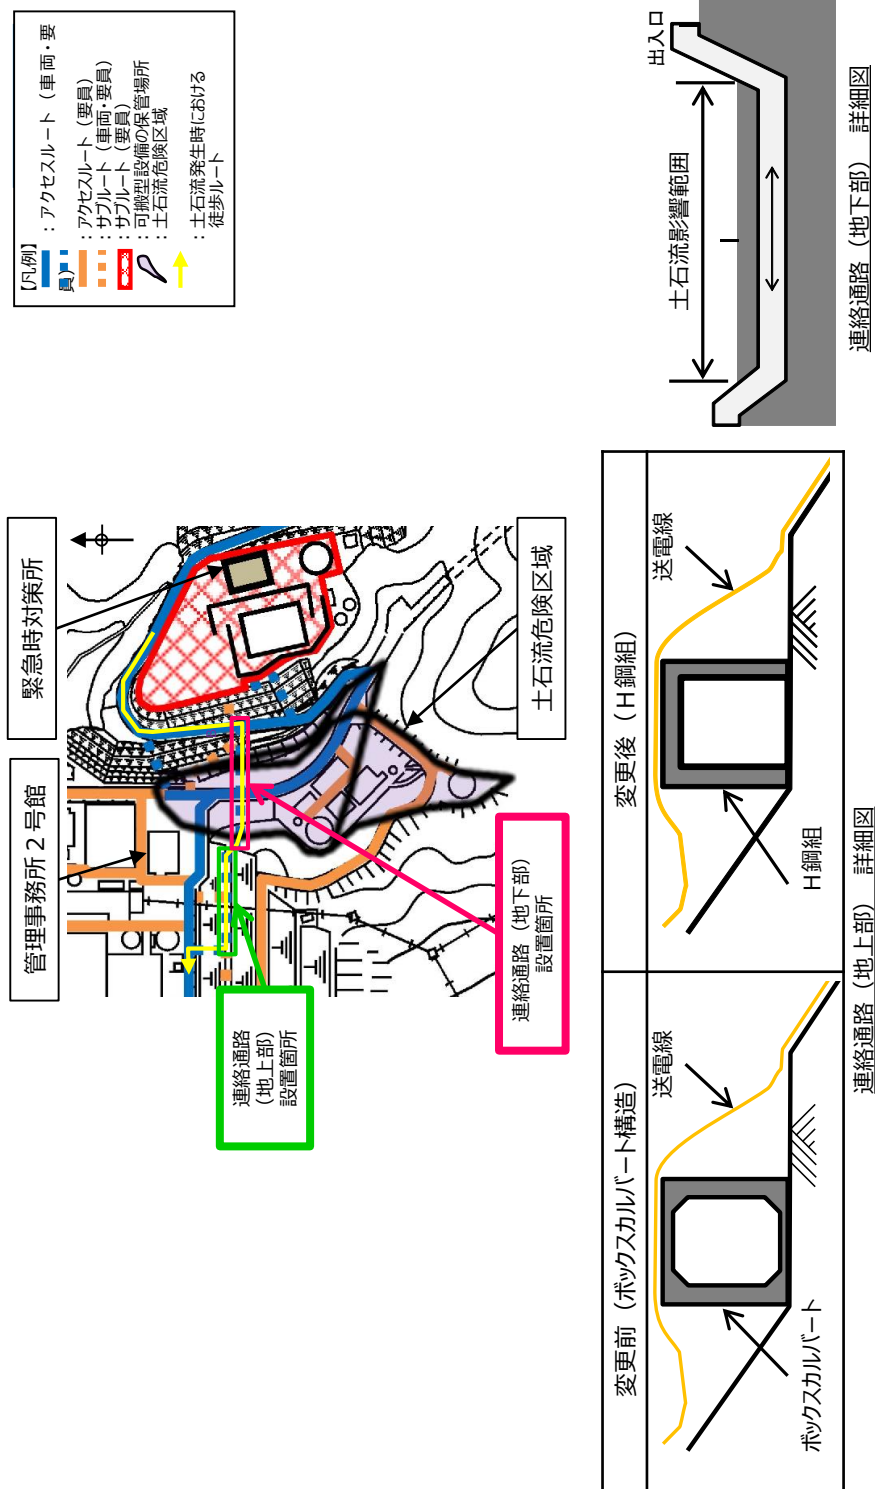 緊急時対策所
管理事務所２号館
土石流危険区域
連絡通路
（地上部）
設置箇所
連絡通路（地下部）
設置箇所
【凡例】
：アクセスルート（車両・要
員）
：アクセスルート（要員）
：サブルート（車両・要員）
：サブルート（要員）
：可搬型設備の保管場所
：土石流危険区域
：土石流発生時における
徒歩ルート
変更前（ボックスカルバート構造）
送電線
ボックスカルバート
変更後（Ｈ鋼組）
送電線
Ｈ鋼組
連絡通路（地上部）　詳細図
出入口
土石流影響範囲
連絡通路（地下部）　詳細図